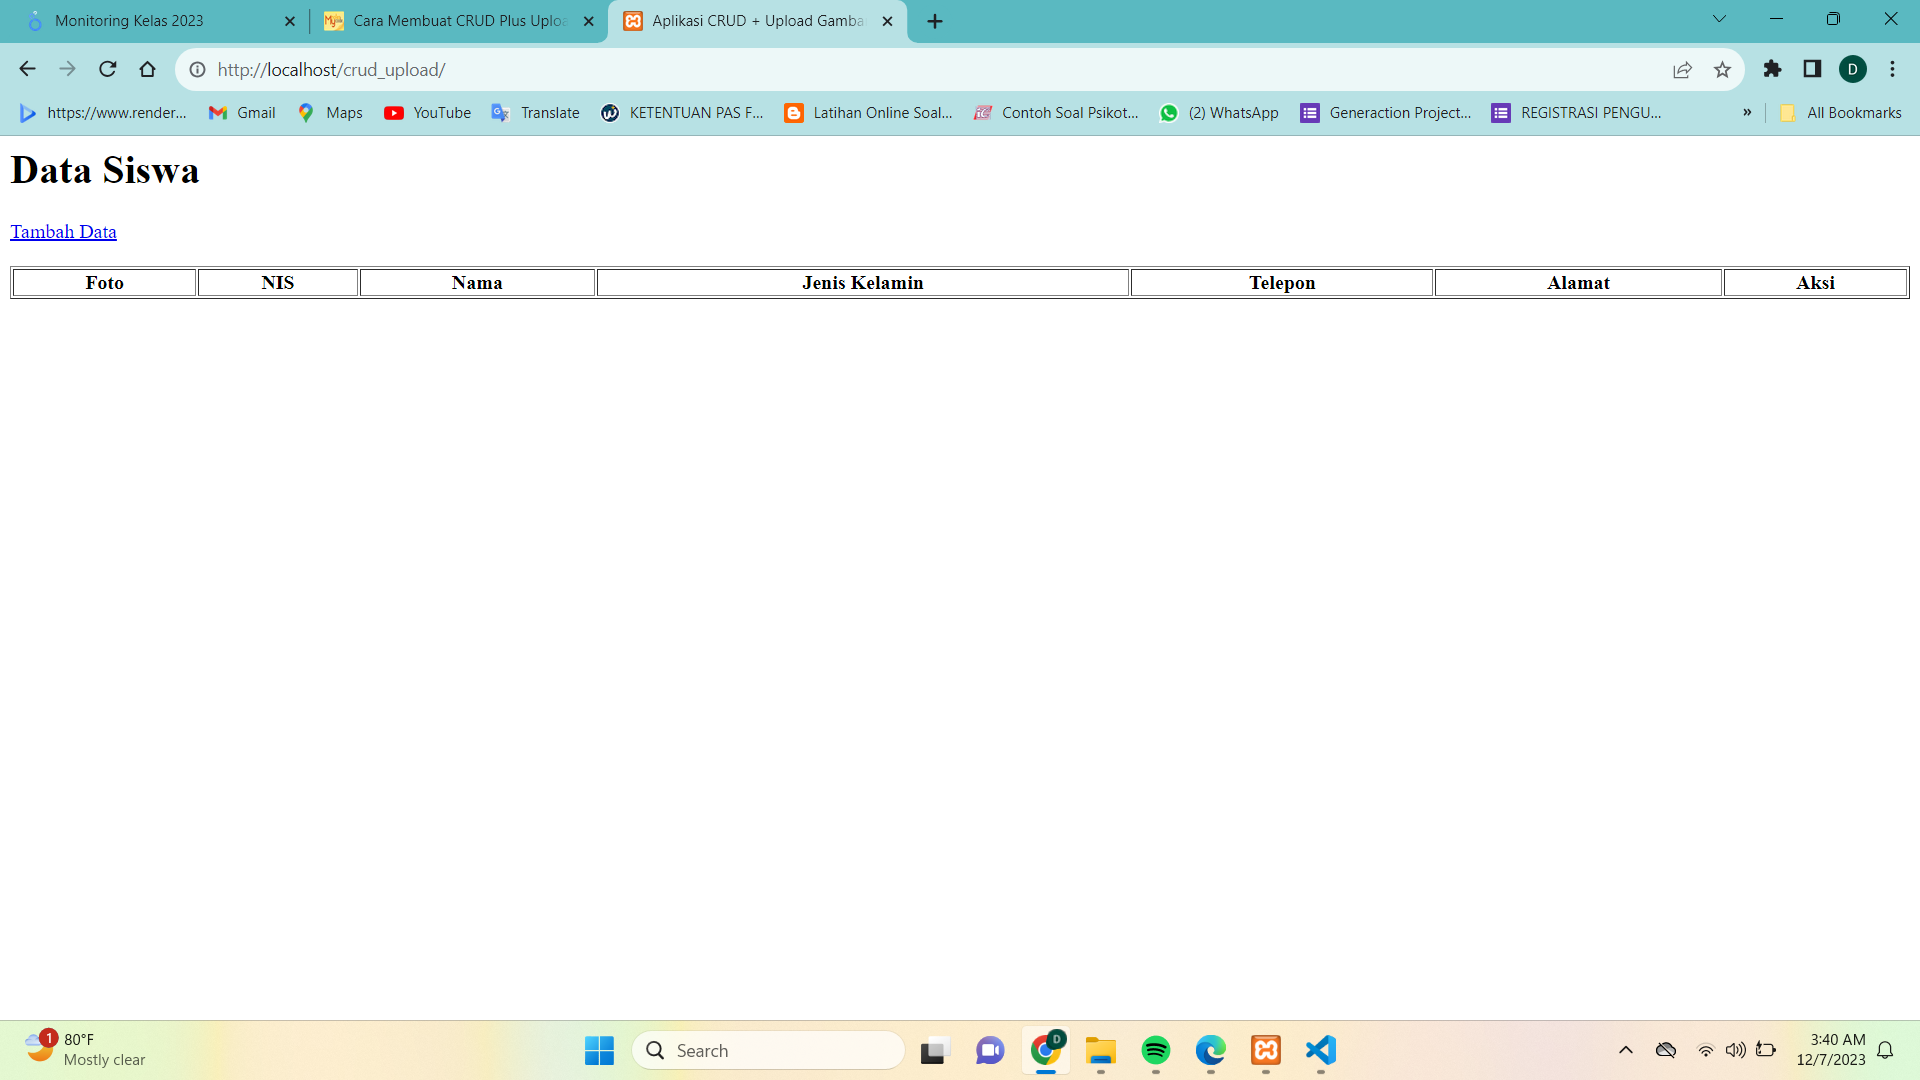 Monitoring Kelas 2023
Cara Membuat CRUD Plus Uploa
Aplikasi CRUD + Upload Gamba
http://localhost/crud_upload/
D
https://www.render...
Gmail
Maps
YouTube
Translate
KETENTUAN PAS F...
Latihan Online Soal...
Contoh Soal Psikot...
(2) WhatsApp
Generaction Project...
REGISTRASI PENGU...
»
All Bookmarks
Data Siswa
Tambah Data
Foto NIS Nama Jenis Kelamin Telepon Alamat Aksi
1
80°F
Mostly clear
Search
D
3:40 AM
12/7/2023